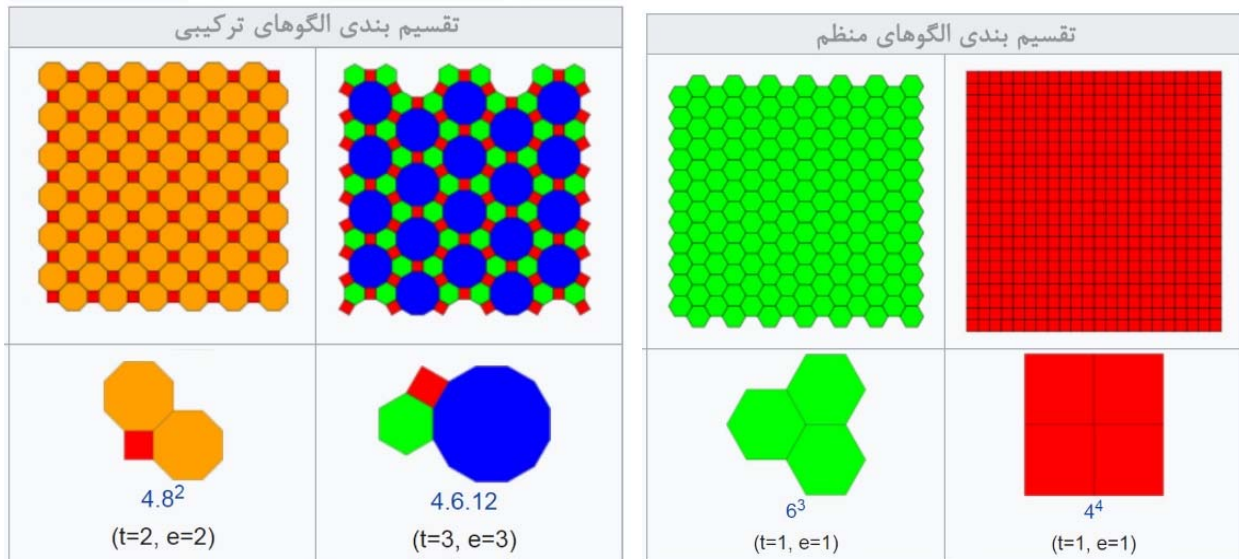 تقسیم بندی الگوهای ترکیبی
4.8²
(t=2, e=2)
4.6.12
(t=3, e=3)
تقسیم بندی الگوهای منظم
6³
(t=1, e=1)
4⁴
(t=1, e=1)